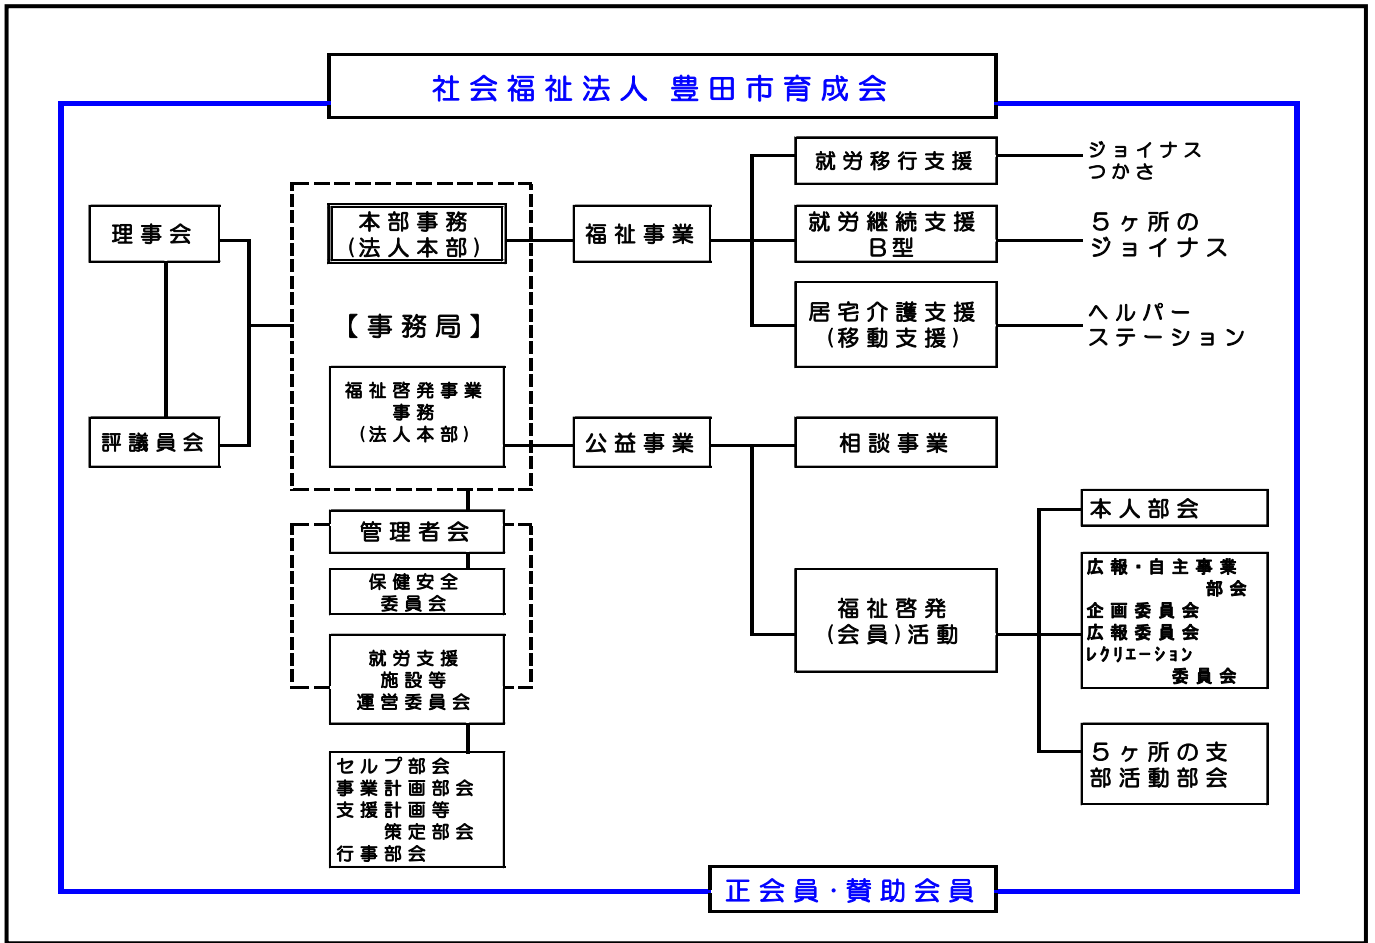 社会福祉法人 豊田市育成会
理事会
評議員会
本部事務
(法人本部)
【事務局】
福祉啓発事業
事務
(法人本部)
管理者会
保健安全
委員会
就労支援
施設等
運営委員会
セルプ部会
事業計画部会
支援計画等
策定部会
行事部会
福祉事業
公益事業
就労移行支援
就労継続支援
B型
居宅介護支援
(移動支援)
相談事業
福祉啓発
(会員)活動
ジョイナス
つかさ
5ヶ所の
ジョイナス
ヘルパー
ステーション
本人部会
広報・自主事業
部会
企画委員会
広報委員会
レクリエーション
委員会
5ヶ所の支
部活動部会
正会員・賛助会員